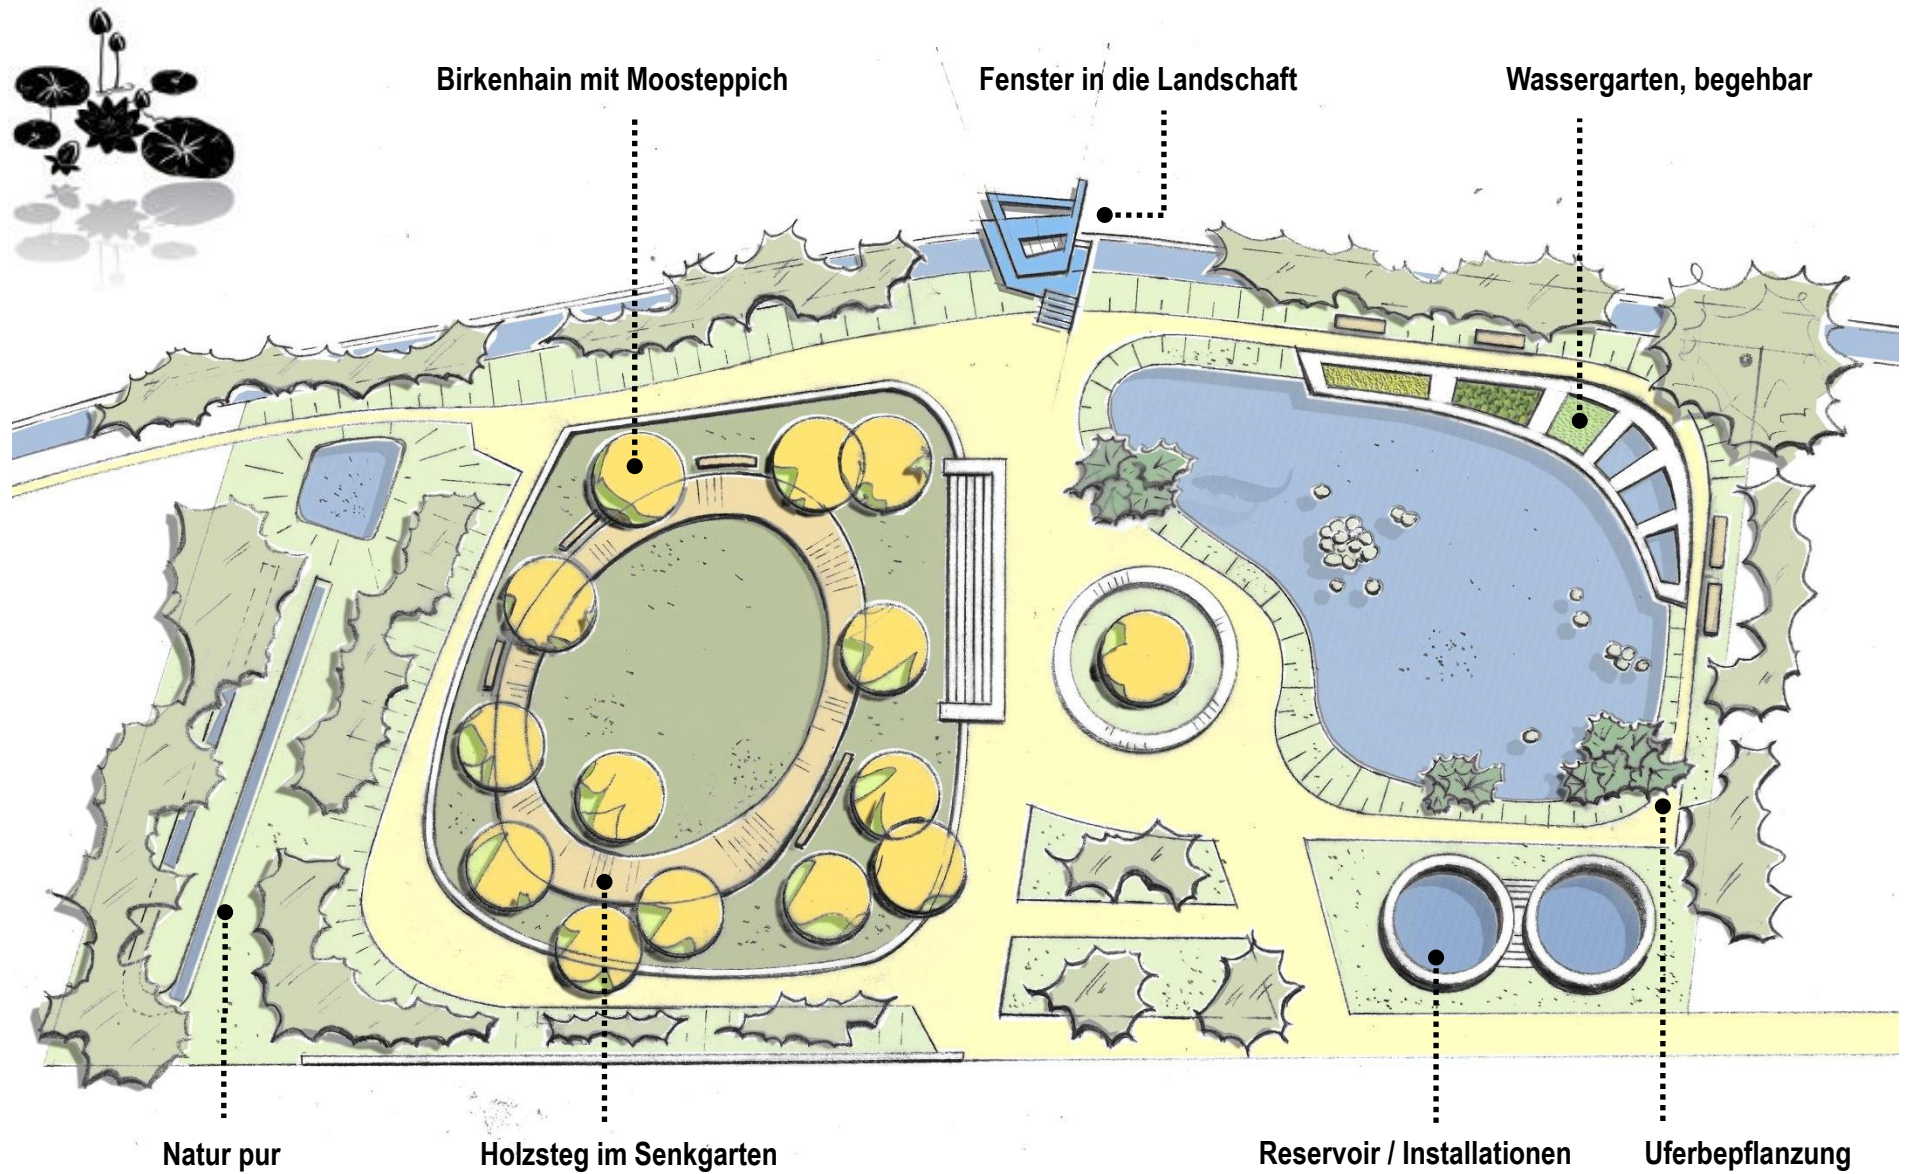 Birkenhain mit Moosteppich
Fenster in die Landschaft
Wassergarten, begehbar
Natur pur
Holzsteg im Senkgarten
Reservoir / Installationen
Uferbepflanzung